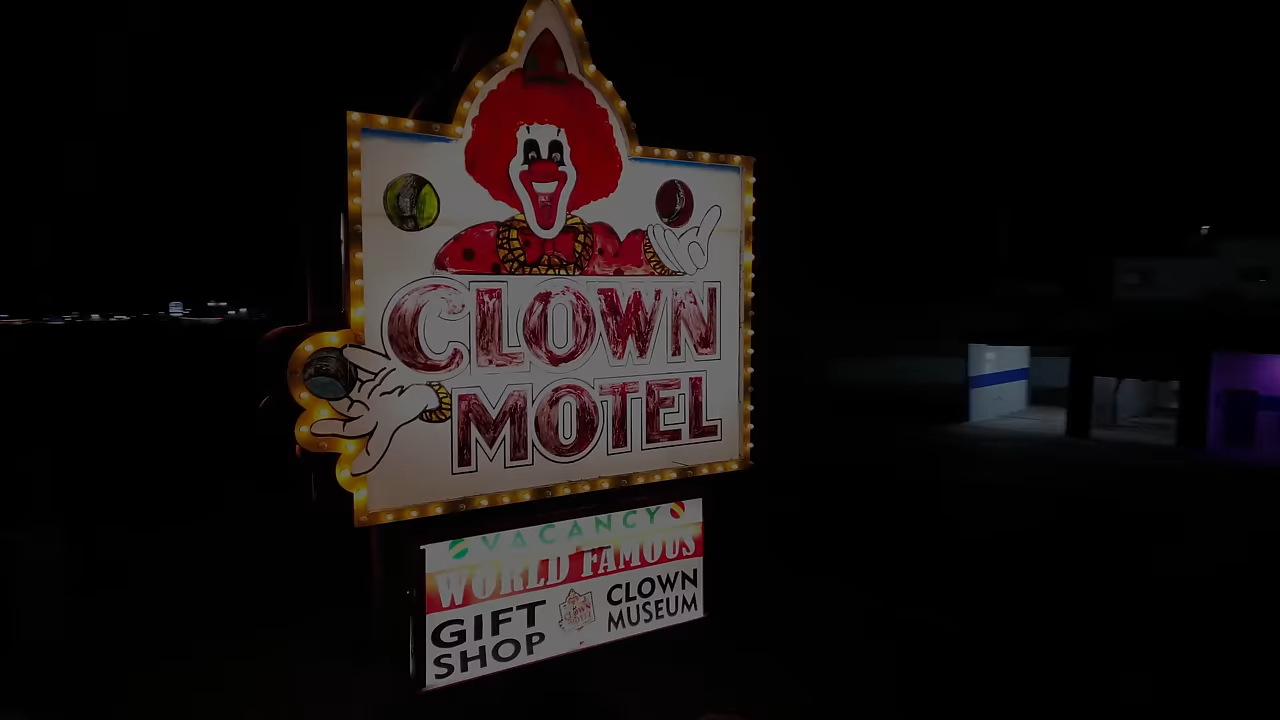 CLOWN
MOTEL
VACANCY
WORLD FAMOUS
GIFT
SHOP
CLOWN
MUSEUM